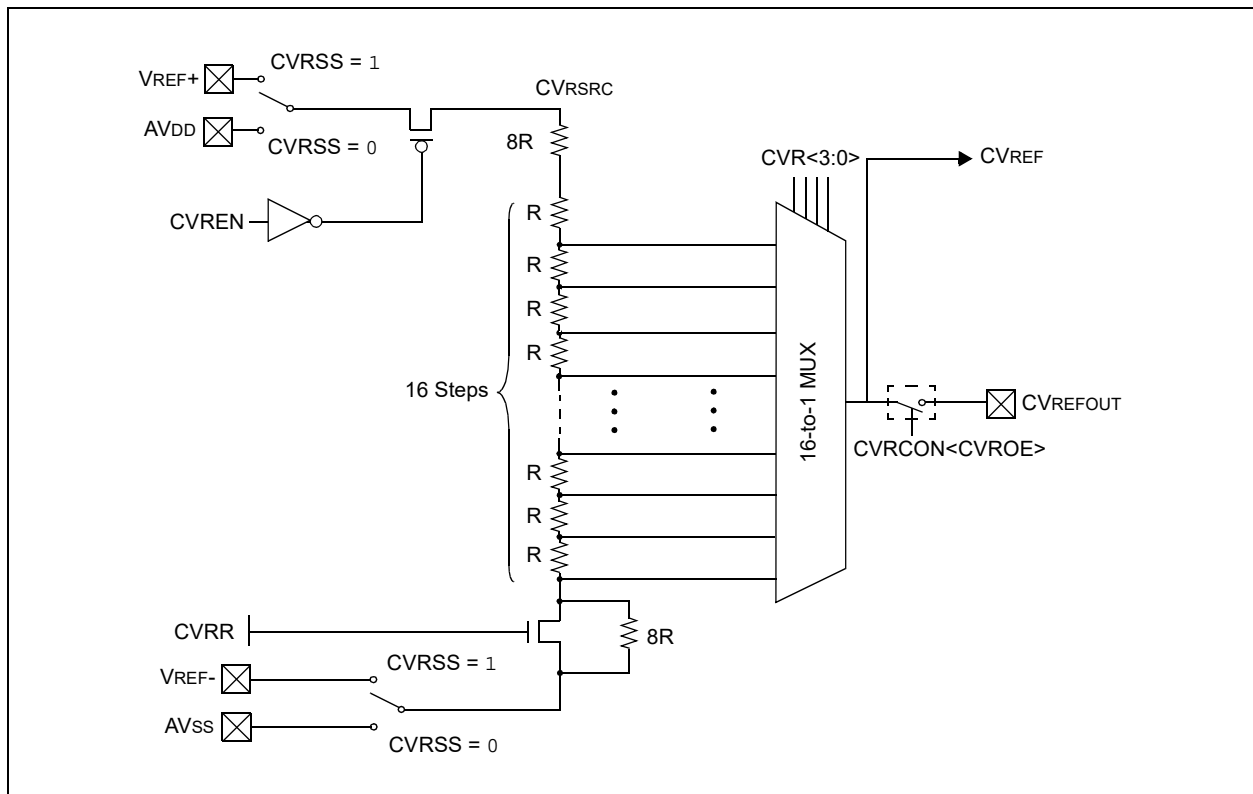 CVRSS = 1
VREF+
CVRSRC
AVDD
8R
CVRSS = 0
CVR<3:0>
CVREF
CVREN
R
R
R
R
16 Steps
16-to-1 MUX
CVREFOUT
CVRCON<CVROE>
R
R
R
CVRR
8R
CVRSS = 1
VREF-
AVSS
CVRSS = 0